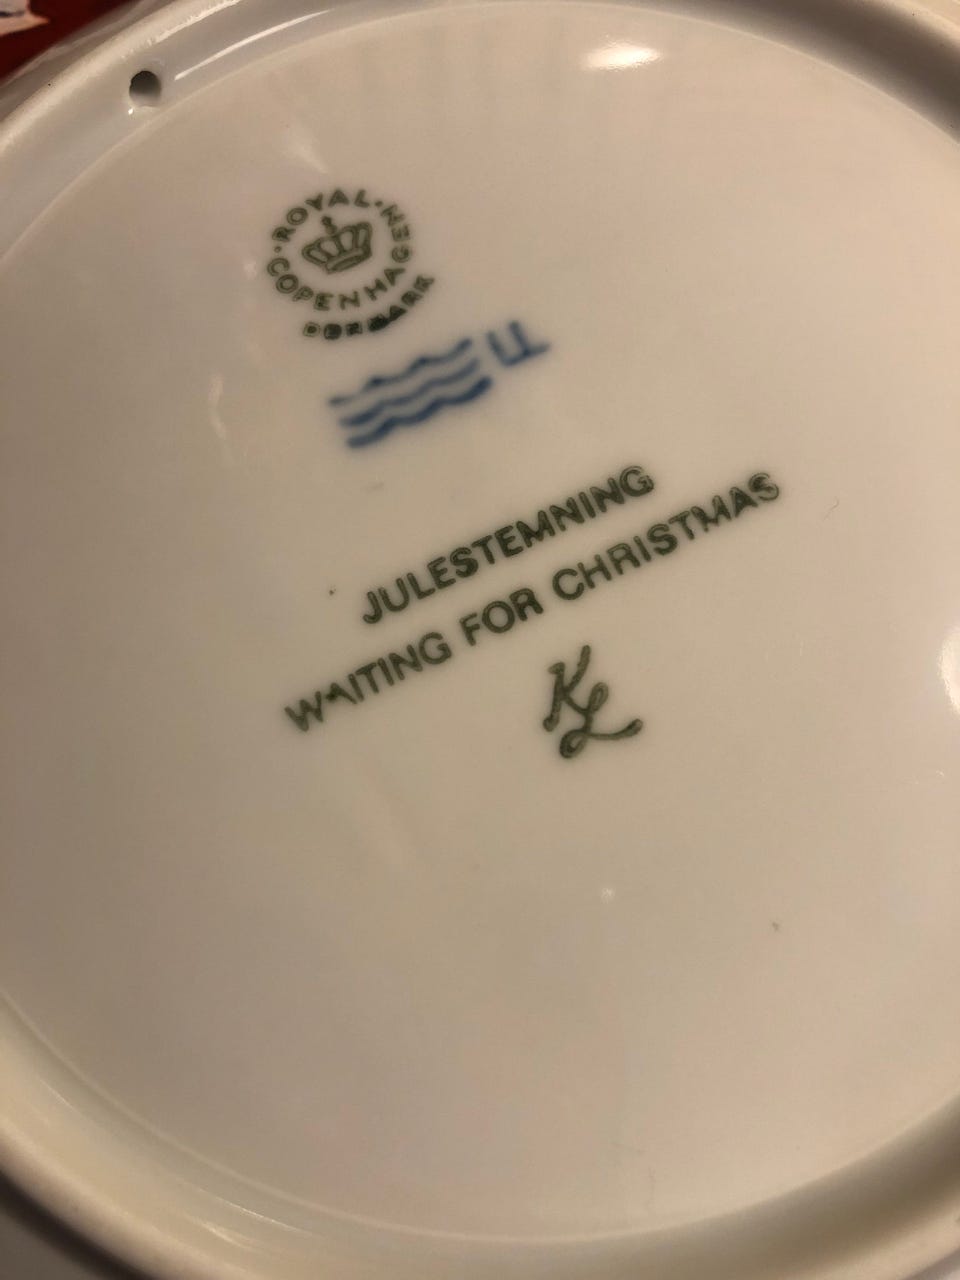 ROYAL COPENHAGEN
DENMARK
JULESTEMNING
WAITING FOR CHRISTMAS
KL